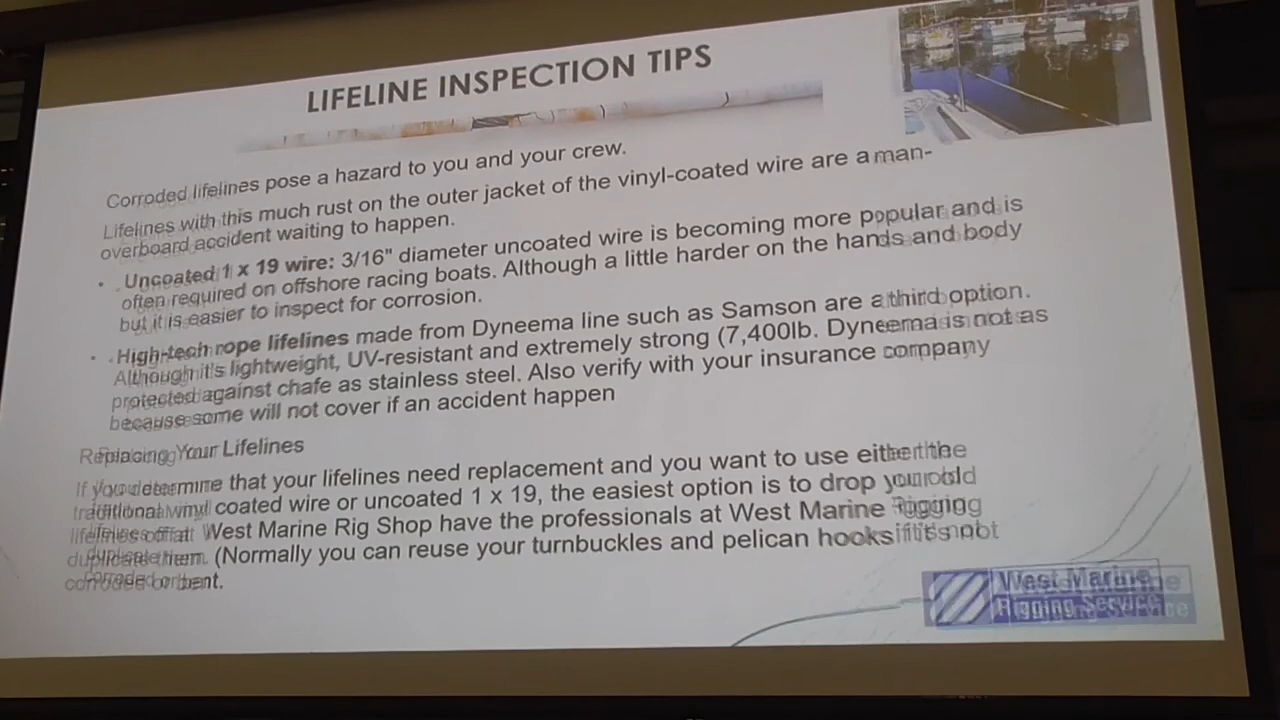 LIFELINE INSPECTION TIPS
Corroded lifelines pose a hazard to you and your crew.
Lifelines with this much rust on the outer jacket of the vinyl-coated wire are a man-
overboard accident waiting to happen.
• Uncoated 1 x 19 wire: 3/16" diameter uncoated wire is becoming more popular and is
often required on offshore racing boats. Although a little harder on the hands and body
but it is easier to inspect for corrosion.
• High-tech rope lifelines made from Dyneema line such as Samson are a third option.
Although it's lightweight, UV-resistant and extremely strong (7,400lb. Dyneema is not as
protected against chafe as stainless steel. Also verify with your insurance company
because some will not cover if an accident happen
Replacing Your Lifelines
If you determine that your lifelines need replacement and you want to use either the
traditional vinyl coated wire or uncoated 1 x 19, the easiest option is to drop your old
lifelines off at West Marine Rig Shop have the professionals at West Marine Rigging
duplicate them. (Normally you can reuse your turnbuckles and pelican hooks if it's not
corroded or bent.
West Marine
Rigging Service